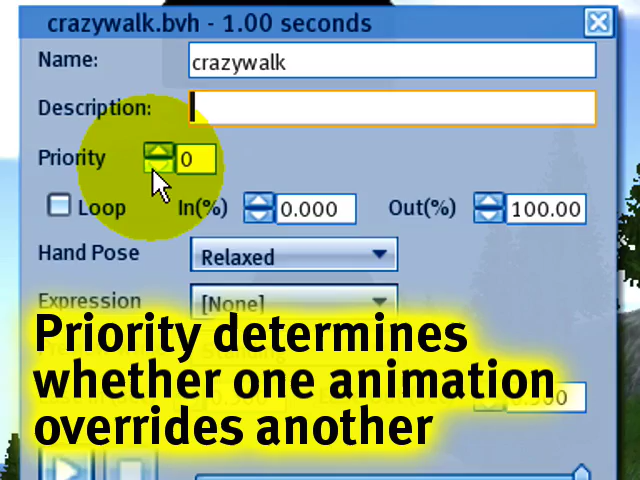 crazywalk.bvh - 1.00 seconds
Name: crazywalk
Description:
Priority 0
Loop In(%) 0.000 Out(%) 100.00
Hand Pose Relaxed
Expression [None]
Priority determines
whether one animation
overrides another